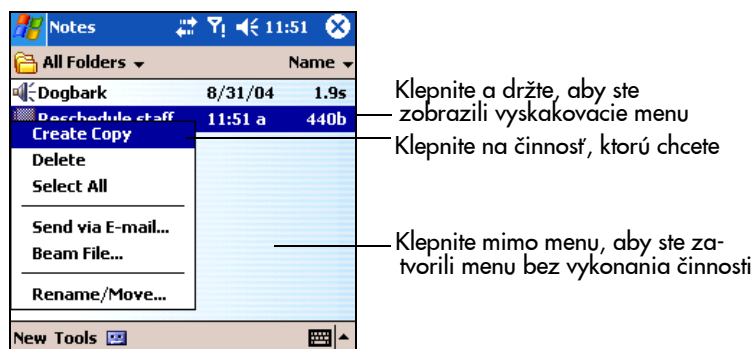 Notes 11:51
All Folders Name
Dogbark 8/31/04 1.9s
Reschedule staff 11:51 a 440b
Create Copy
Delete
Select All
Send via E-mail...
Beam File...
Rename/Move...
New Tools
Klepnite a držte, aby ste
zobrazili vyskakovacie menu
Klepnite na činnosť, ktorú chcete
Klepnite mimo menu, aby ste za-
tvorili menu bez vykonania činnosti